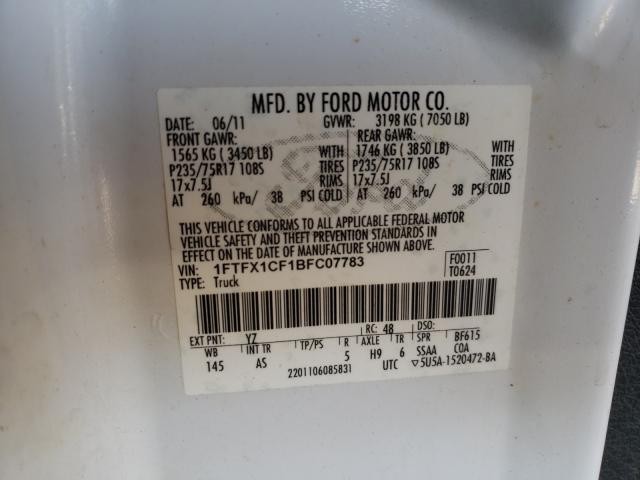 MFD. BY FORD MOTOR CO.
DATE: 06/11 GVWR: 3198 KG ( 7050 LB)
FRONT GAWR: REAR GAWR:
1565 KG ( 3450 LB) WITH 1746 KG ( 3850 LB) WITH
P235/75R17 108S TIRES P235/75R17 108S TIRES
17x7.5J RIMS 17x7.5J RIMS
AT 260 kPa/ 38 PSI COLD AT 260 kPa/ 38 PSI COLD
THIS VEHICLE CONFORMS TO ALL APPLICABLE FEDERAL MOTOR
VEHICLE SAFETY AND THEFT PREVENTION STANDARDS IN
EFFECT ON THE DATE OF MANUFACTURE SHOWN ABOVE.
VIN: 1FTFX1CF1BFC07783 F0011
TYPE: Truck T0624
EXT PNT: YZ RC: 48 DSO:
WB INT TR TP/PS R AXLE TR SPR BF615
145 AS 5 H9 6 SSAA COA
2201106085831 UTC ▽5U5A-1520472-BA